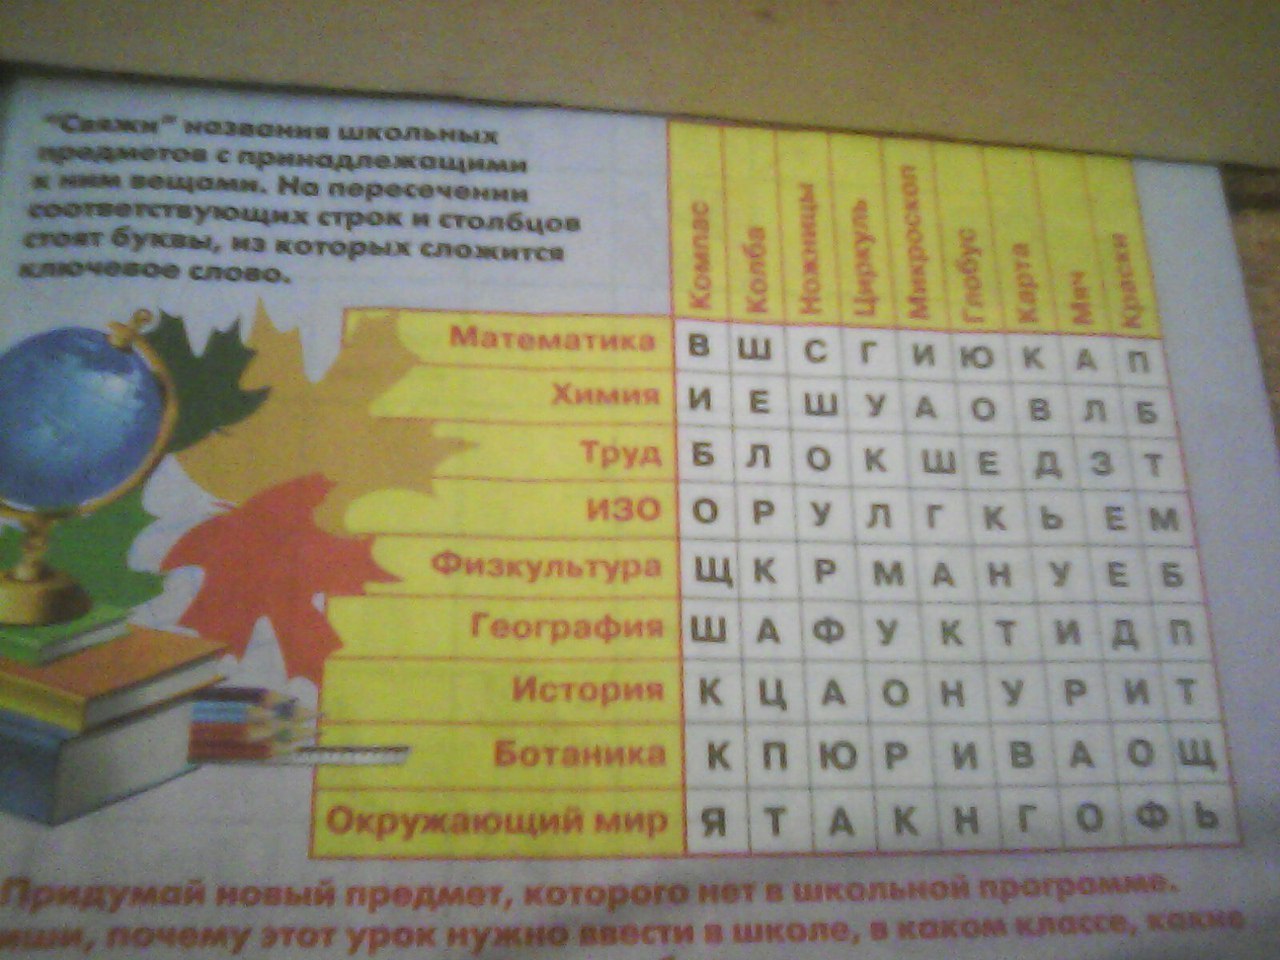 "Свяжи" названия школьных
предметов с принадлежащими
к ним вещами. На пересечении
соответствующих строк и столбцов
стоят буквы, из которых сложится
ключевое слово.
Компас Колба Ножницы Циркуль Микроскоп Глобус Карта Мяч Краски
Математика В Ш С Г И Ю К А П
Химия И Е Ш У А О В Л Б
Труд Б Л О К Ш Е Д З Т
ИЗО О Р У Л Г К Ь Е М
Физкультура Щ К Р М А Н У Е Б
География Ш А Ф У К Т И Д П
История К Ц А О Н У Р И Т
Ботаника К П Ю Р И В А О Щ
Окружающий мир Я Т А К Н Г О Ф Ь
Придумай новый предмет, которого нет в школьной программе.
почему этот урок нужно ввести в школе, в каком классе, какие